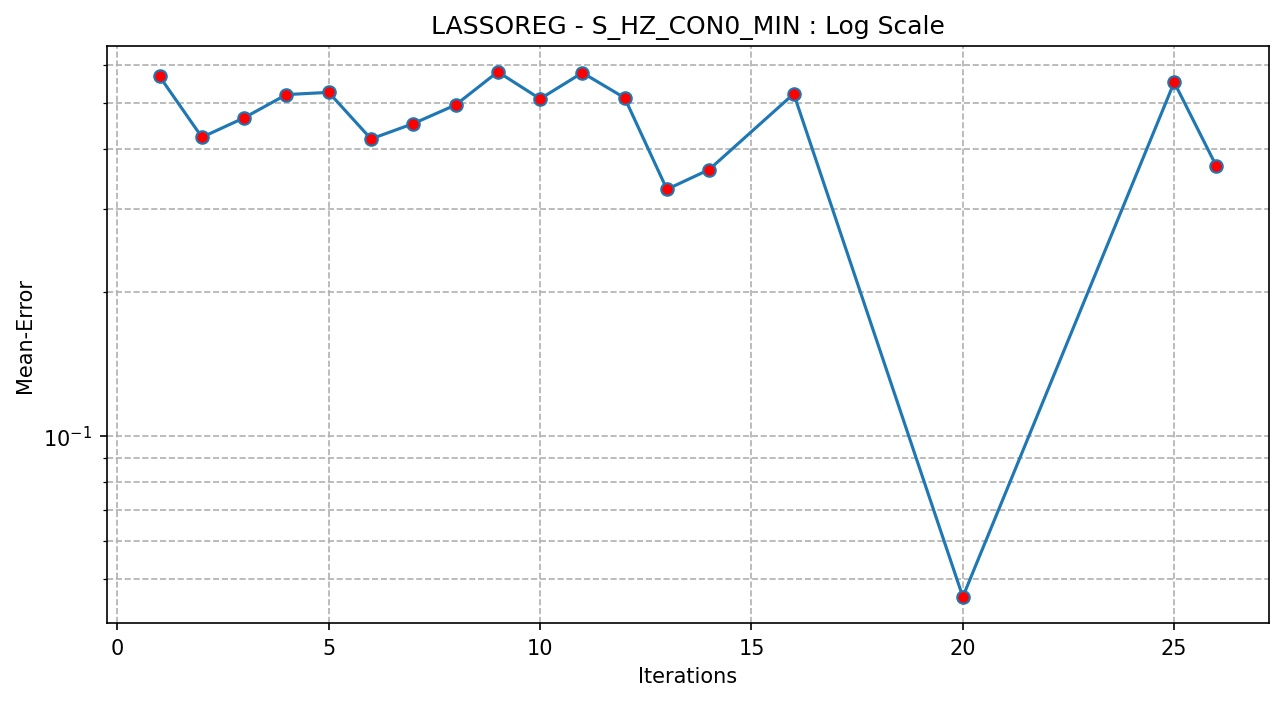 LASSOREG - S_HZ_CON0_MIN : Log Scale
Mean-Error
10⁻¹
0 5 10 15 20 25
Iterations